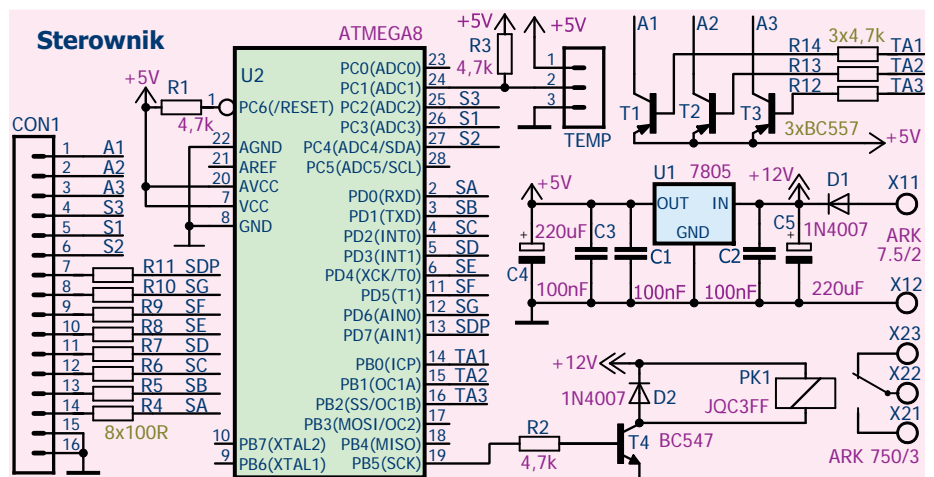 Sterownik
ATMEGA8
U2
R1
4,7k
+5V
1
PC6(/RESET)
22 AGND
21 AREF
20 AVCC
7 VCC
8 GND
10 PB7(XTAL2)
9 PB6(XTAL1)
PC0(ADC0) 23
PC1(ADC1) 24
PC2(ADC2) 25 S3
PC3(ADC3) 26 S1
PC4(ADC4/SDA) 27 S2
PC5(ADC5/SCL) 28
PD0(RXD) 2 SA
PD1(TXD) 3 SB
PD2(INT0) 4 SC
PD3(INT1) 5 SD
PD4(XCK/T0) 6 SE
PD5(T1) 11 SF
PD6(AIN0) 12 SG
PD7(AIN1) 13 SDP
PB0(ICP) 14 TA1
PB1(OC1A) 15 TA2
PB2(SS/OC1B) 16 TA3
PB3(MOSI/OC2) 17
PB4(MISO) 18
PB5(SCK) 19
CON1
1 A1
2 A2
3 A3
4 S3
5 S1
6 S2
7 R11 SDP
8 R10 SG
9 R9 SF
10 R8 SE
11 R7 SD
12 R6 SC
13 R5 SB
14 R4 SA
15
16
8x100R
+5V +5V
R3
4,7k
1
2
3
TEMP
A1 A2 A3
3x4,7k
R14 TA1
R13 TA2
R12 TA3
T1 T2 T3
3xBC557
+5V
U1 7805
OUT IN
GND
+5V
+12V
D1
1N4007
X11
ARK
7.5/2
X12
+
220uF
C4
C3
100nF
C1
100nF
C2
100nF
C5
+
220uF
+12V
1N4007 D2
PK1
JQC3FF
X23
X22
X21
ARK 750/3
R2
4,7k
T4
BC547